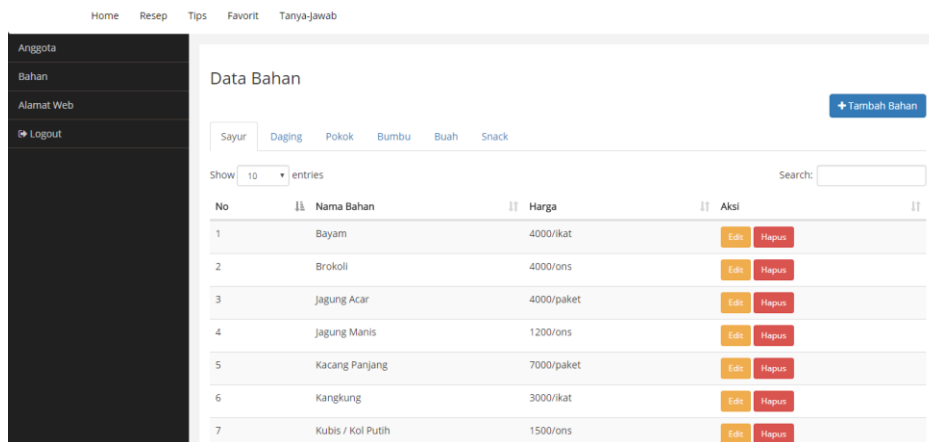 Home Resep Tips Favorit Tanya-Jawab
Anggota
Bahan
Alamat Web
Logout
Data Bahan
+ Tambah Bahan
Sayur Daging Pokok Bumbu Buah Snack
Show 10 entries Search:
No Nama Bahan Harga Aksi
1 Bayam 4000/ikat Edit Hapus
2 Brokoli 4000/ons Edit Hapus
3 Jagung Acar 4000/paket Edit Hapus
4 Jagung Manis 1200/ons Edit Hapus
5 Kacang Panjang 7000/paket Edit Hapus
6 Kangkung 3000/ikat Edit Hapus
7 Kubis / Kol Putih 1500/ons Edit Hapus